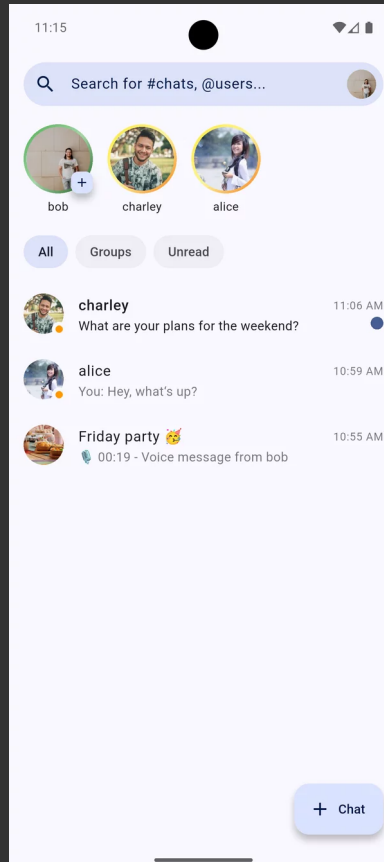 11:15
Search for #chats, @users...
bob
charley
alice
All
Groups
Unread
charley
11:06 AM
What are your plans for the weekend?
alice
10:59 AM
You: Hey, what's up?
Friday party 🥳
10:55 AM
🎙️ 00:19 - Voice message from bob
+ Chat